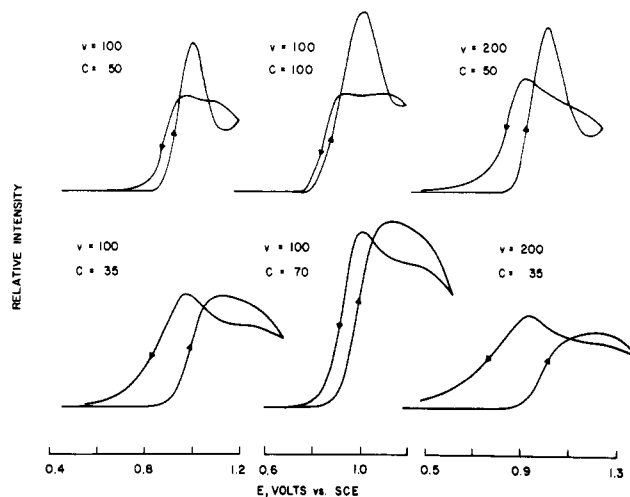 v = 100
C = 50
v = 100
C = 100
v = 200
C = 50
RELATIVE INTENSITY
v = 100
C = 35
v = 100
C = 70
v = 200
C = 35
0.4 0.8 1.2 0.6 1.0 0.5 0.9 1.3
E, VOLTS vs. SCE